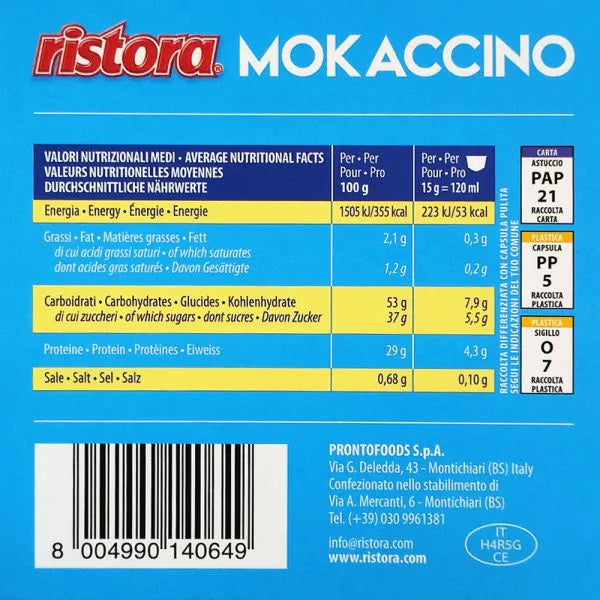 ristora® MOKACCINO
VALORI NUTRIZIONALI MEDI • AVERAGE NUTRITIONAL FACTS
VALEURS NUTRITIONNELLES MOYENNES
DURCHSCHNITTLICHE NÄHRWERTE
Per • Per
Pour • Pro
100 g
Per • Per
Pour • Pro
15 g = 120 ml
Energia • Energy • Énergie • Energie 1505 kJ/355 kcal 223 kJ/53 kcal
Grassi • Fat • Matières grasses • Fett 2,1 g 0,3 g
di cui acidi grassi saturi • of which saturates
dont acides gras saturés • Davon Gesättigte 1,2 g 0,2 g
Carboidrati • Carbohydrates • Glucides • Kohlenhydrate 53 g 7,9 g
di cui zuccheri • of which sugars • dont sucres • Davon Zucker 37 g 5,5 g
Proteine • Protein • Protèines • Eiweiss 29 g 4,3 g
Sale • Salt • Sel • Salz 0,68 g 0,10 g
RACCOLTA DIFFERENZIATA CON CAPSULA PULITA
SEGUI LE INDICAZIONI DEL TUO COMUNE
CARTA
ASTUCCIO
PAP
21
RACCOLTA
CARTA
PLASTICA
CAPSULA
PP
5
RACCOLTA
PLASTICA
PLASTICA
SIGILLO
O
7
RACCOLTA
PLASTICA
8 004990 140649
PRONTOFOODS S.p.A.
Via G. Deledda, 43 - Montichiari (BS) Italy
Confezionato nello stabilimento di
Via A. Mercanti, 6 - Montichiari (BS)
Tel. (+39) 030 9961381
info@ristora.com
www.ristora.com
IT
H4R5G
CE